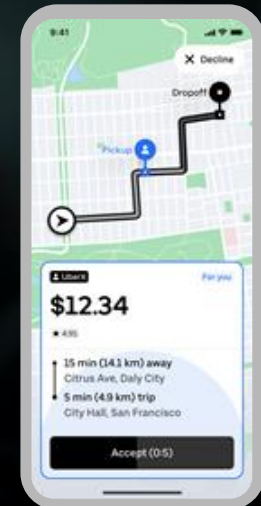 9:41
X Decline
Dropoff
Pickup
UberX
For you
$12.34
★ 4.95
15 min (14.1 km) away
Citrus Ave, Daly City
5 min (4.9 km) trip
City Hall, San Francisco
Accept (0:5)